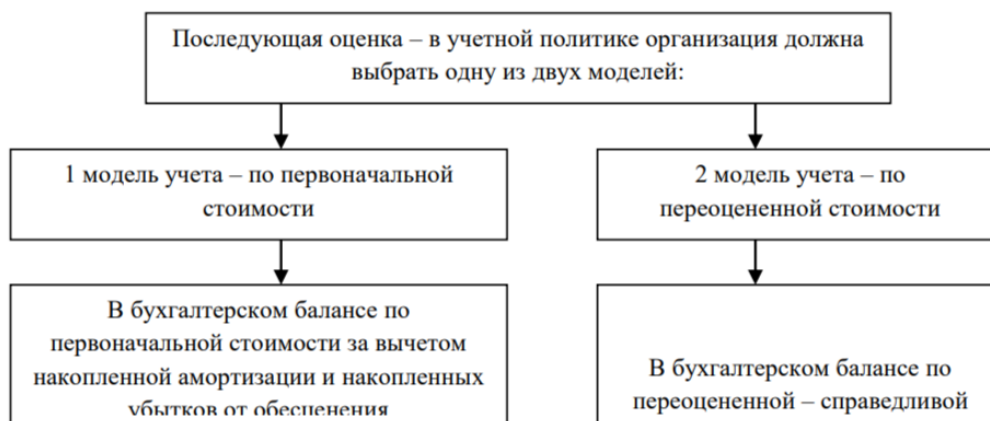 Последующая оценка – в учетной политике организация должна
выбрать одну из двух моделей:
1 модель учета – по первоначальной
стоимости
2 модель учета – по
переоцененной стоимости
В бухгалтерском балансе по
первоначальной стоимости за вычетом
накопленной амортизации и накопленных
убытков от обесценения
В бухгалтерском балансе по
переоцененной – справедливой